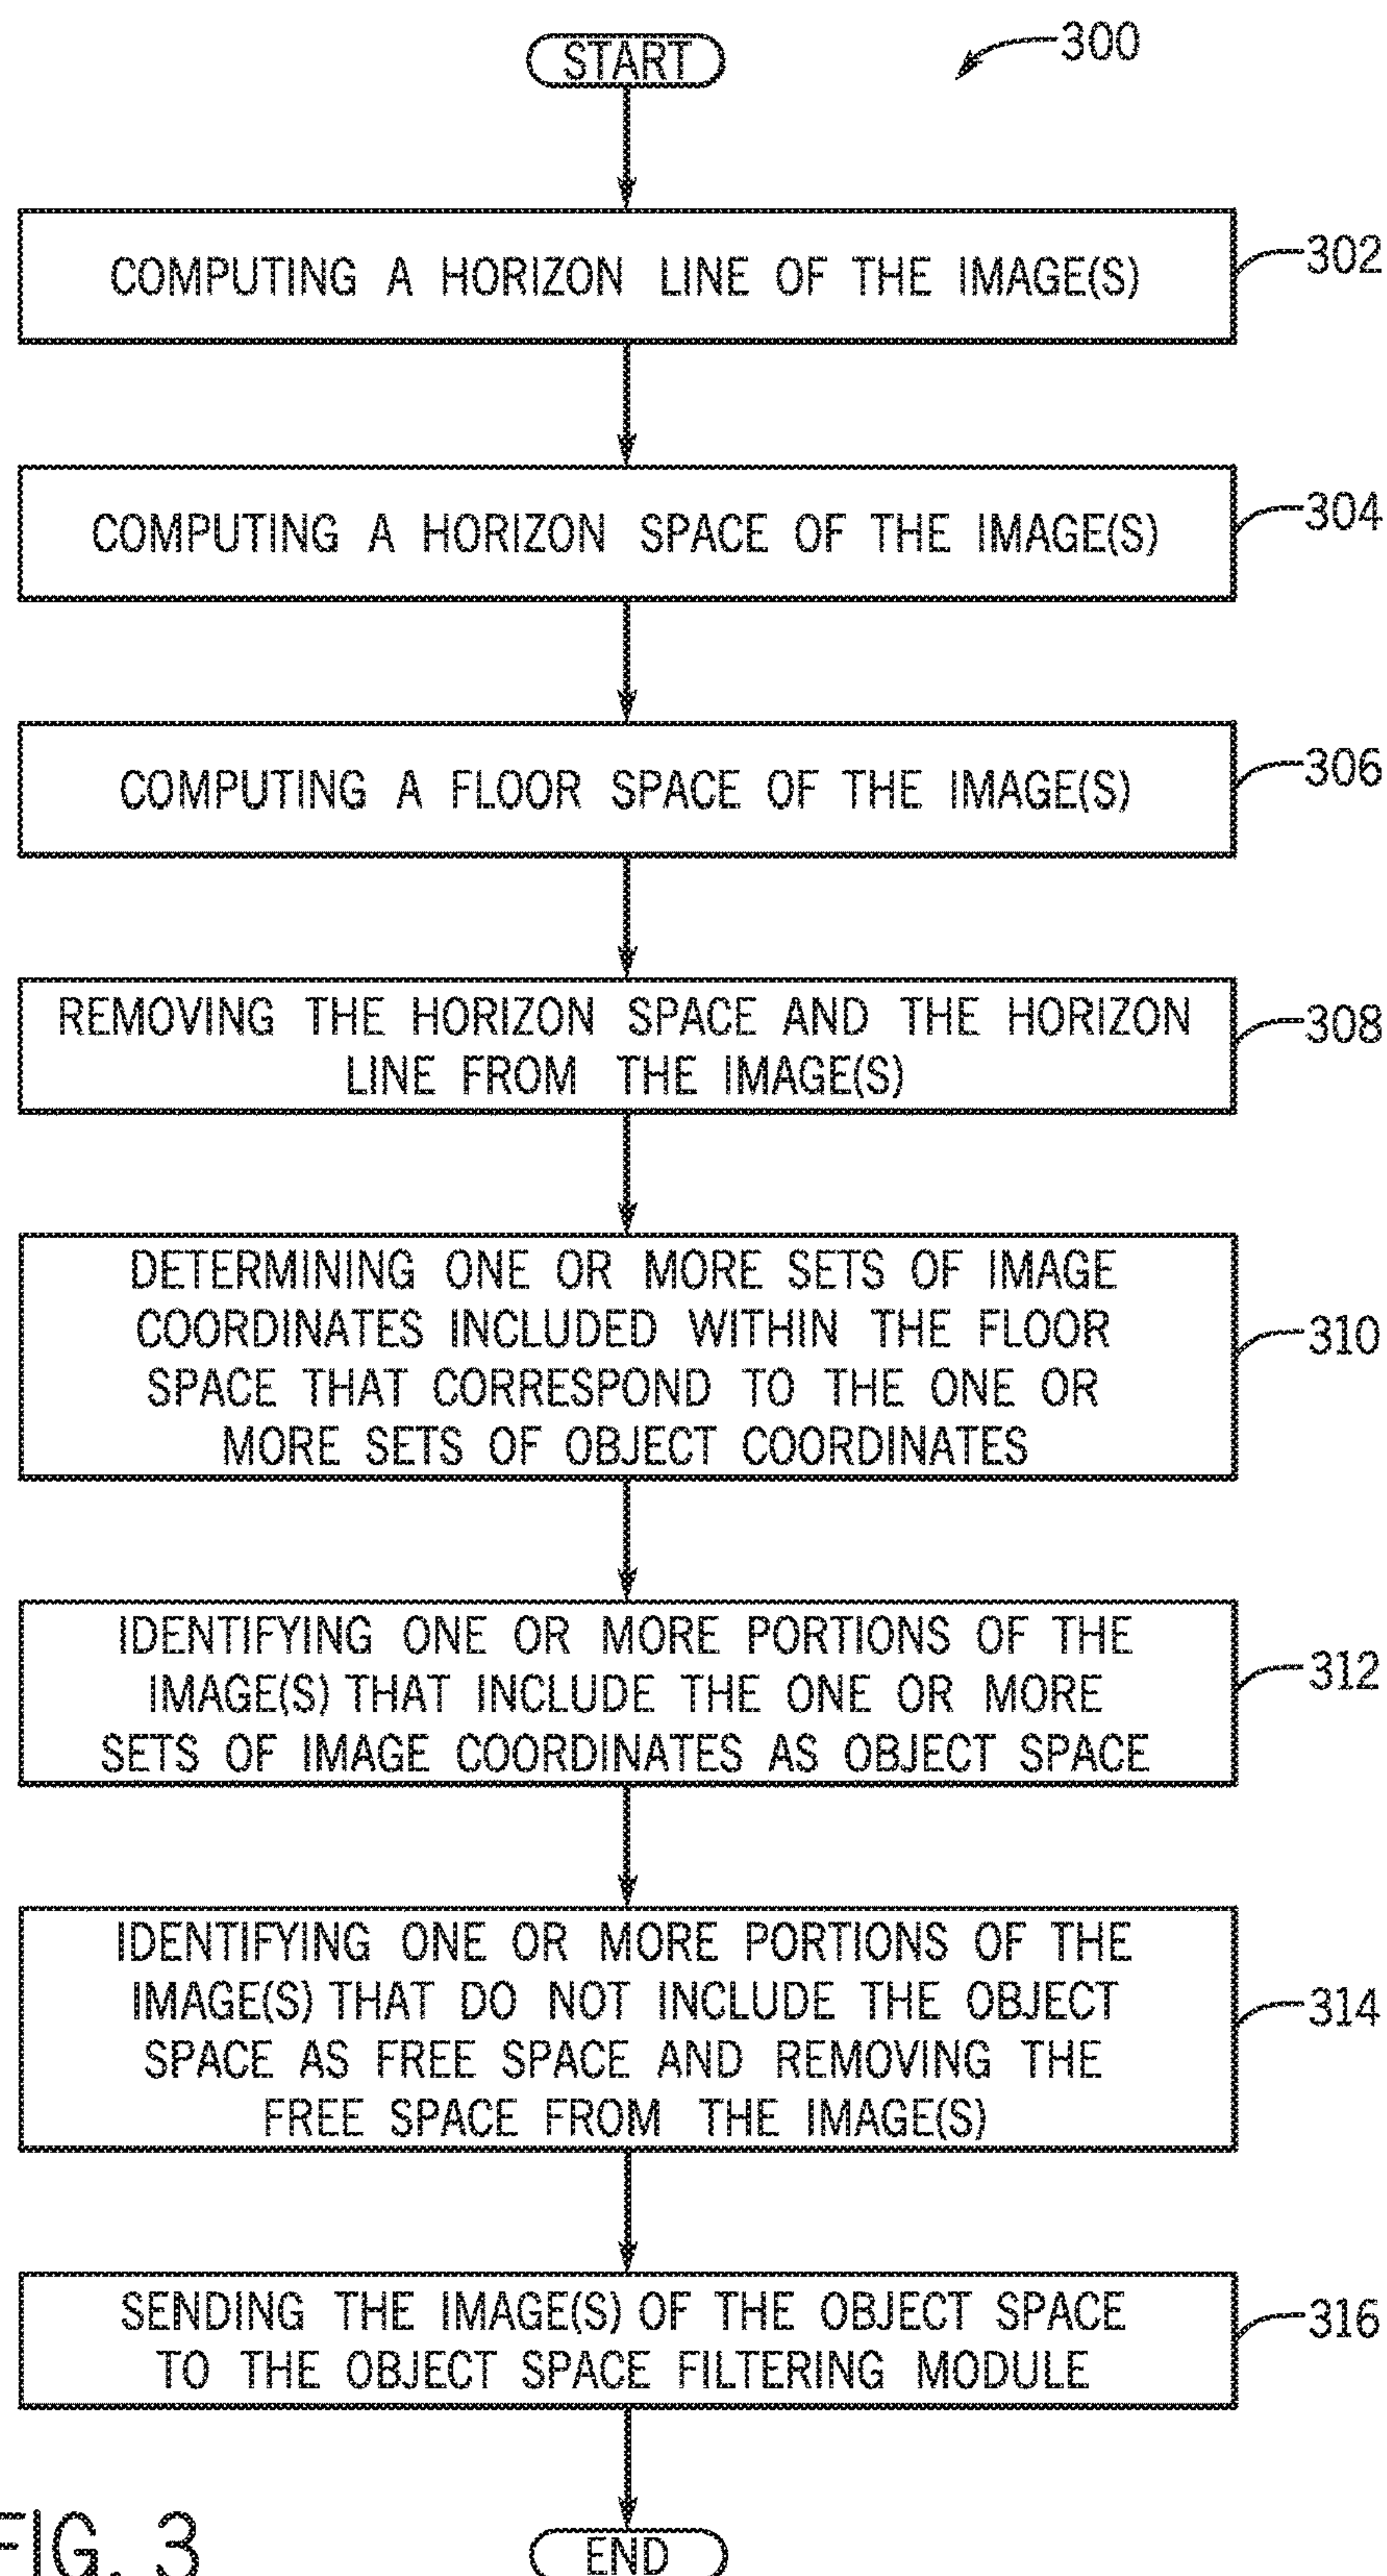 START
300
COMPUTING A HORIZON LINE OF THE IMAGE(S)
302
COMPUTING A HORIZON SPACE OF THE IMAGE(S)
304
COMPUTING A FLOOR SPACE OF THE IMAGE(S)
306
REMOVING THE HORIZON SPACE AND THE HORIZON
LINE FROM THE IMAGE(S)
308
DETERMINING ONE OR MORE SETS OF IMAGE
COORDINATES INCLUDED WITHIN THE FLOOR
SPACE THAT CORRESPOND TO THE ONE OR
MORE SETS OF OBJECT COORDINATES
310
IDENTIFYING ONE OR MORE PORTIONS OF THE
IMAGE(S) THAT INCLUDE THE ONE OR MORE
SETS OF IMAGE COORDINATES AS OBJECT SPACE
312
IDENTIFYING ONE OR MORE PORTIONS OF THE
IMAGE(S) THAT DO NOT INCLUDE THE OBJECT
SPACE AS FREE SPACE AND REMOVING THE
FREE SPACE FROM THE IMAGE(S)
314
SENDING THE IMAGE(S) OF THE OBJECT SPACE
TO THE OBJECT SPACE FILTERING MODULE
316
END
FIG. 3